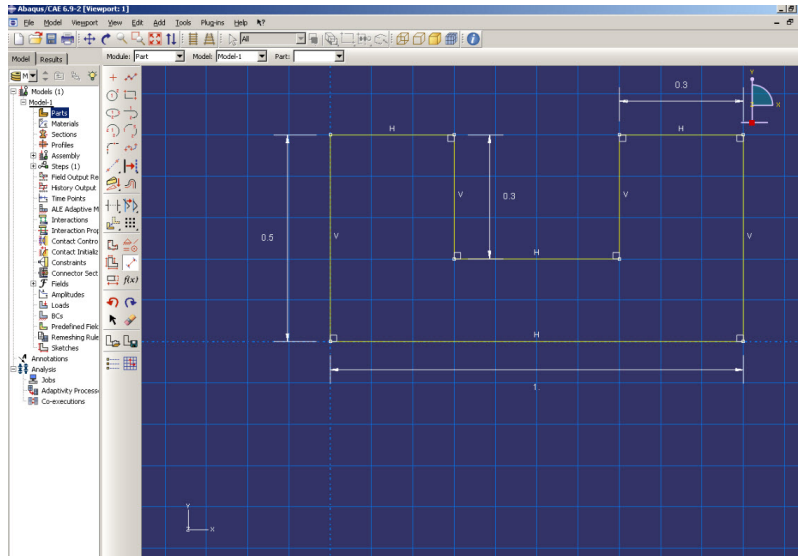 Abaqus/CAE 6.9-2 [Viewport: 1]
File Model Viewport View Edit Add Tools Plug-ins Help
All
Model Results Module: Part Model: Model-1 Part:
Models (1)
Model-1
Parts
Materials
Sections
Profiles
Assembly
Steps (1)
Field Output Re
History Output
Time Points
ALE Adaptive M
Interactions
Interaction Prop
Contact Contro
Contact Initializ
Constraints
Connector Sect
Fields
Amplitudes
Loads
BCs
Predefined Field
Remeshing Rule
Sketches
Annotations
Analysis
Jobs
Adaptivity Process
Co-executions
f(x)
Y
0.3
X
H H
0.3
V V
0.5 V V
H
H
1.
Y
Z X